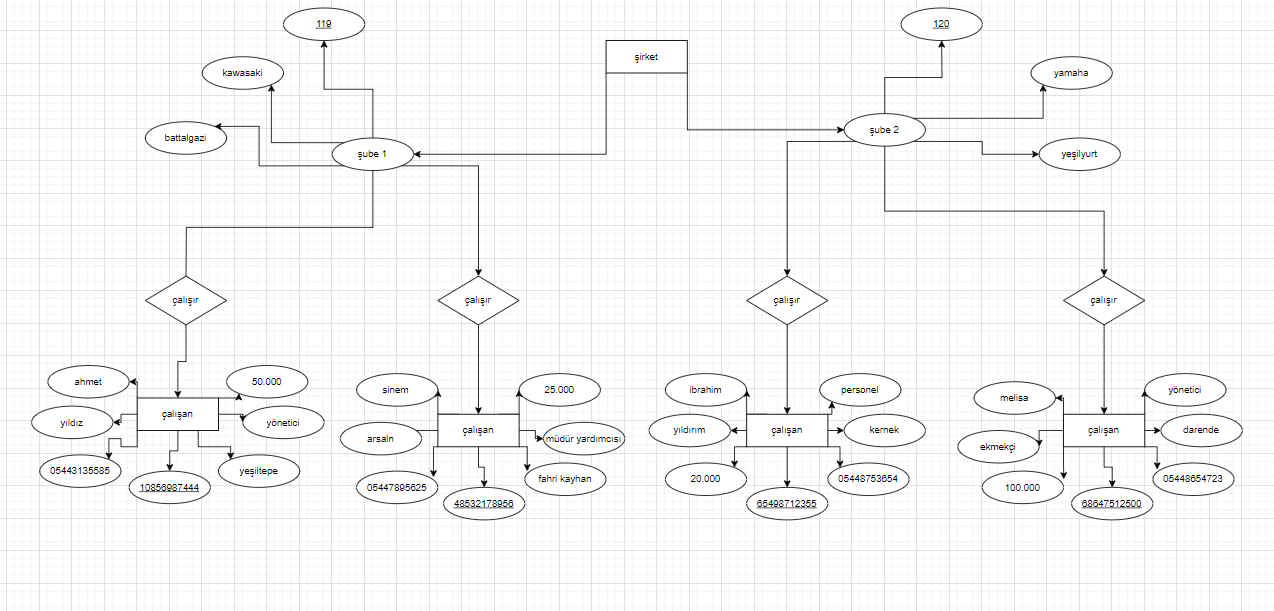 119
120
şirket
kawasaki
yamaha
battalgazi
şube 1
şube 2
yeşilyurt
çalışır
çalışır
çalışır
çalışır
ahmet
50.000
yıldız
çalışan
yönetici
05443135585
10856987444
yeşiltepe
sinem
25.000
arsaln
çalışan
müdür yardımcısı
05447895625
48532178956
fahri kayhan
ibrahim
personel
yıldırım
çalışan
kernek
20.000
65498712355
05448753654
melisa
yönetici
ekmekçi
çalışan
darende
100.000
68647512500
05448654723